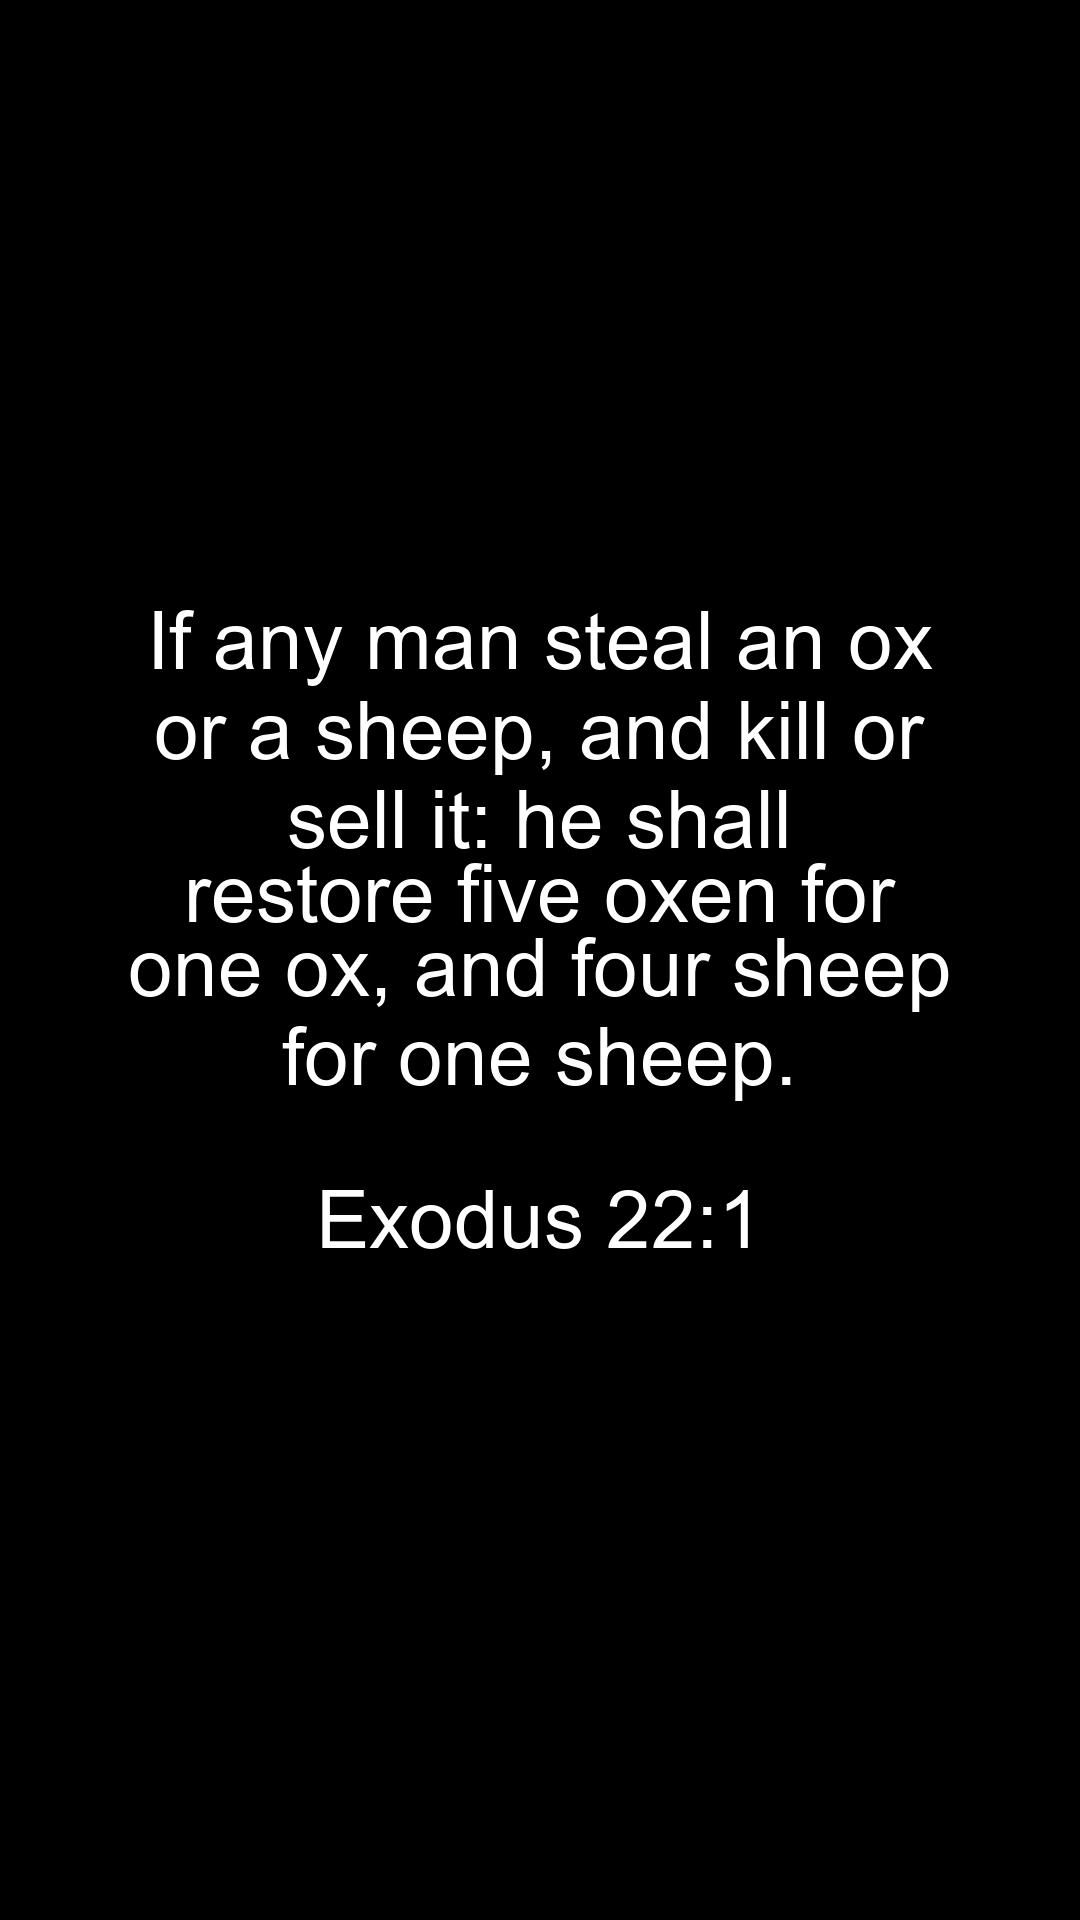 If any man steal an ox
or a sheep, and kill or
sell it: he shall
restore five oxen for
one ox, and four sheep
for one sheep.
Exodus 22:1